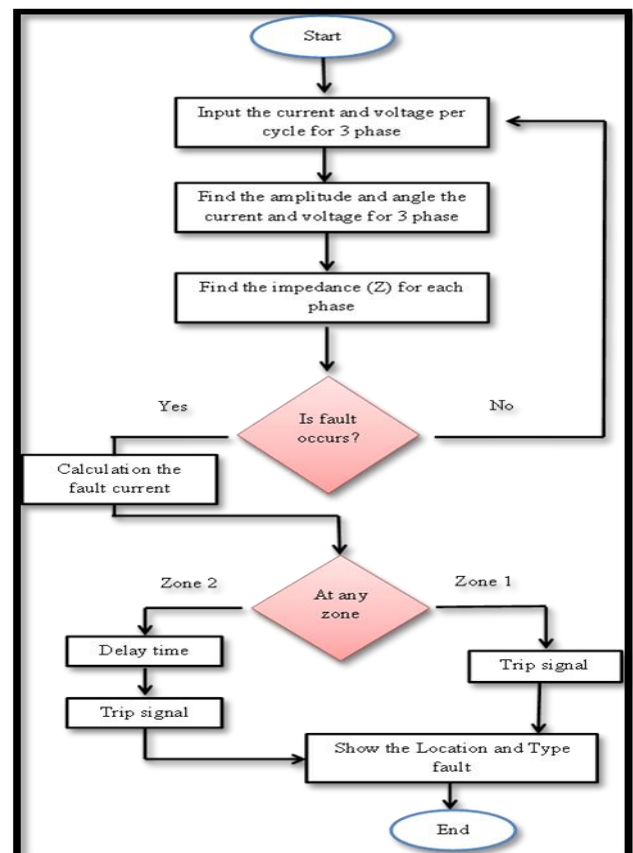 Start
Input the current and voltage per
cycle for 3 phase
Find the amplitude and angle the
current and voltage for 3 phase
Find the impedance (Z) for each
phase
Yes
Is fault
occurs?
No
Calculation the
fault current
Zone 2
At any
zone
Zone 1
Delay time
Trip signal
Trip signal
Show the Location and Type
fault
End